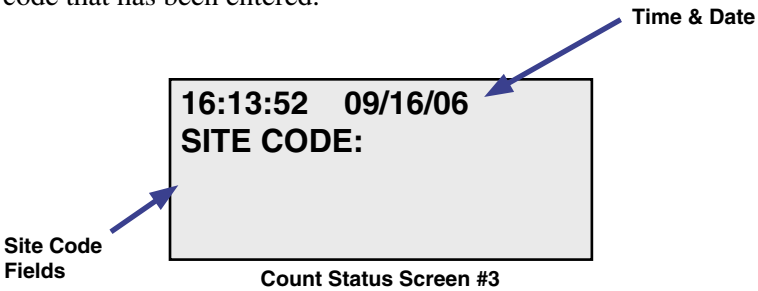 code that has been entered.
Time & Date
16:13:52 09/16/06
SITE CODE:
Site Code
Fields
Count Status Screen #3